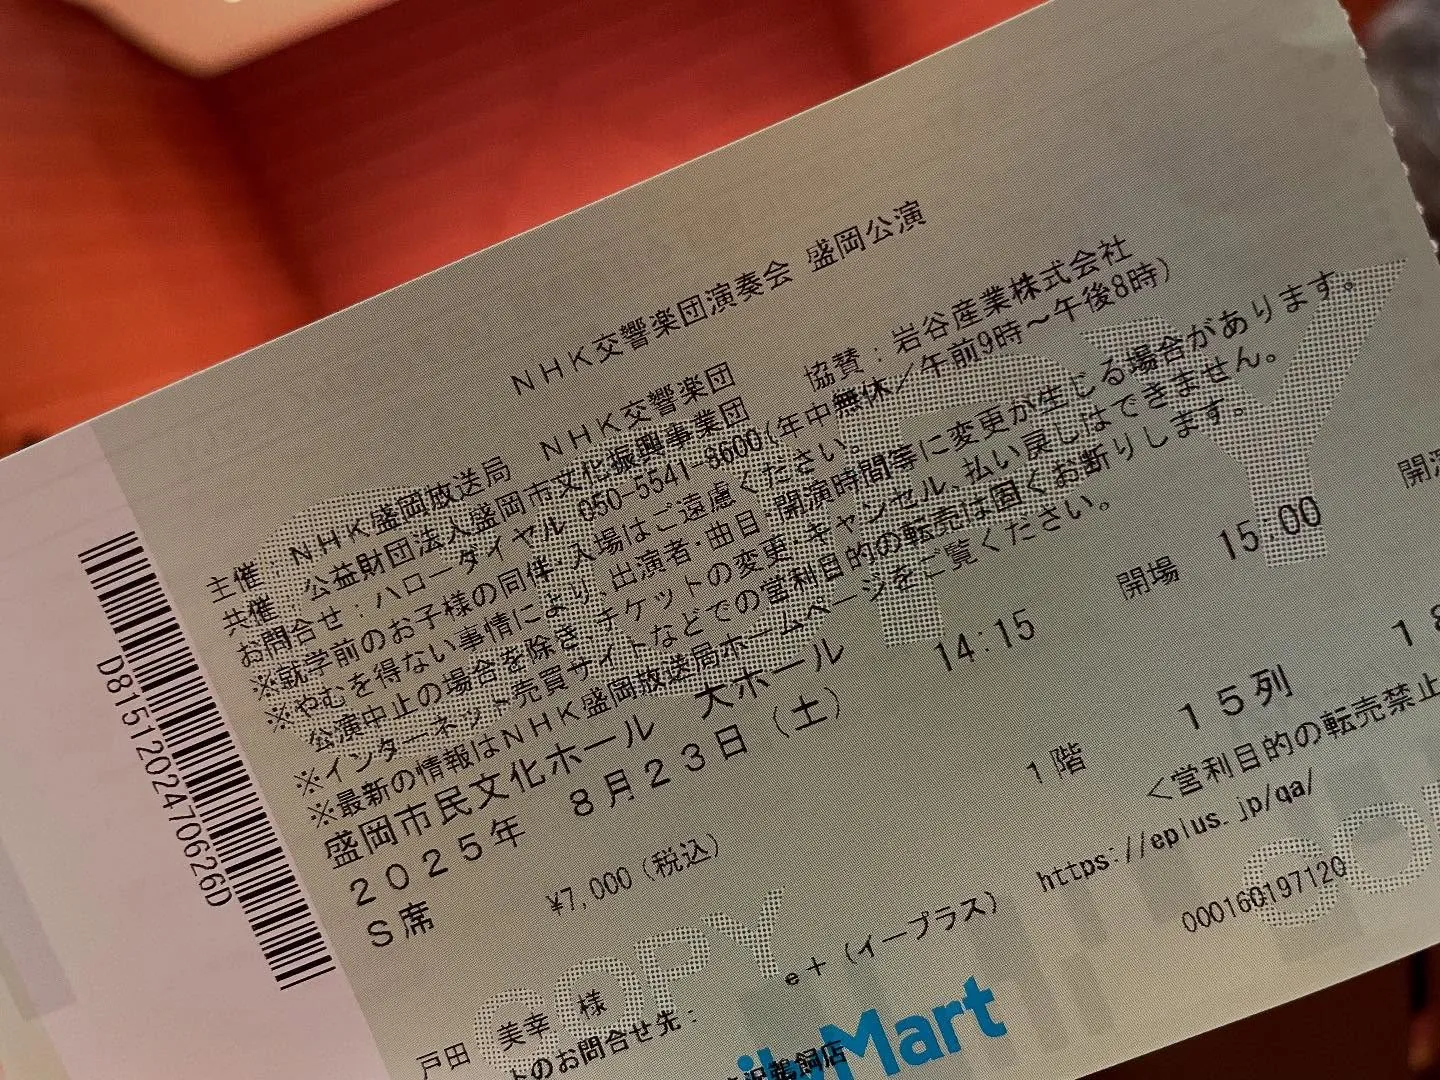 NHK交響楽団演奏会 盛岡公演
主催：NHK盛岡放送局 NHK交響楽団 協賛：岩谷産業株式会社
共催：公益財団法人盛岡市文化振興事業団
お問合せ：ハローダイヤル 050-5541-8600(年中無休／午前9時～午後8時)
※就学前のお子様の同伴・入場はご遠慮ください。
※やむを得ない事情により、出演者・曲目・開演時間等に変更が生じる場合があります。
公演中止の場合を除き、チケットの変更・キャンセル、払い戻しはできません。
※インターネット売買サイトなどでの営利目的の転売は固くお断りします。
※最新の情報はNHK盛岡放送局ホームページをご覧ください。
盛岡市民文化ホール 大ホール
2025年 8月23日（土） 14:15 開場 15:00
S席 ¥7,000（税込） 1階 15列
＜営利目的の転売禁止
戸田 美幸 様 e＋（イープラス） https://eplus.jp/qa/
のお問合せ先：
000160197120
Mart
D81512024706260
COPY
COPY